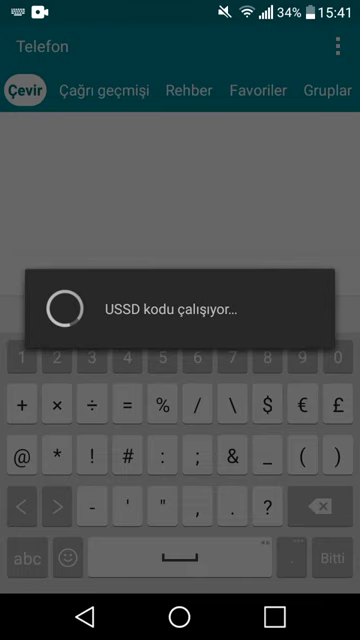 34% 15:41
Telefon
Çevir Çağrı geçmişi Rehber Favoriler Gruplar
USSD kodu çalışıyor...
1 2 3 4 5 6 7 8 9 0
+ × ÷ = % / \ $ € £
@ * ! # : ; & _ ( )
< > - ' " , . ?
abc . Bitti